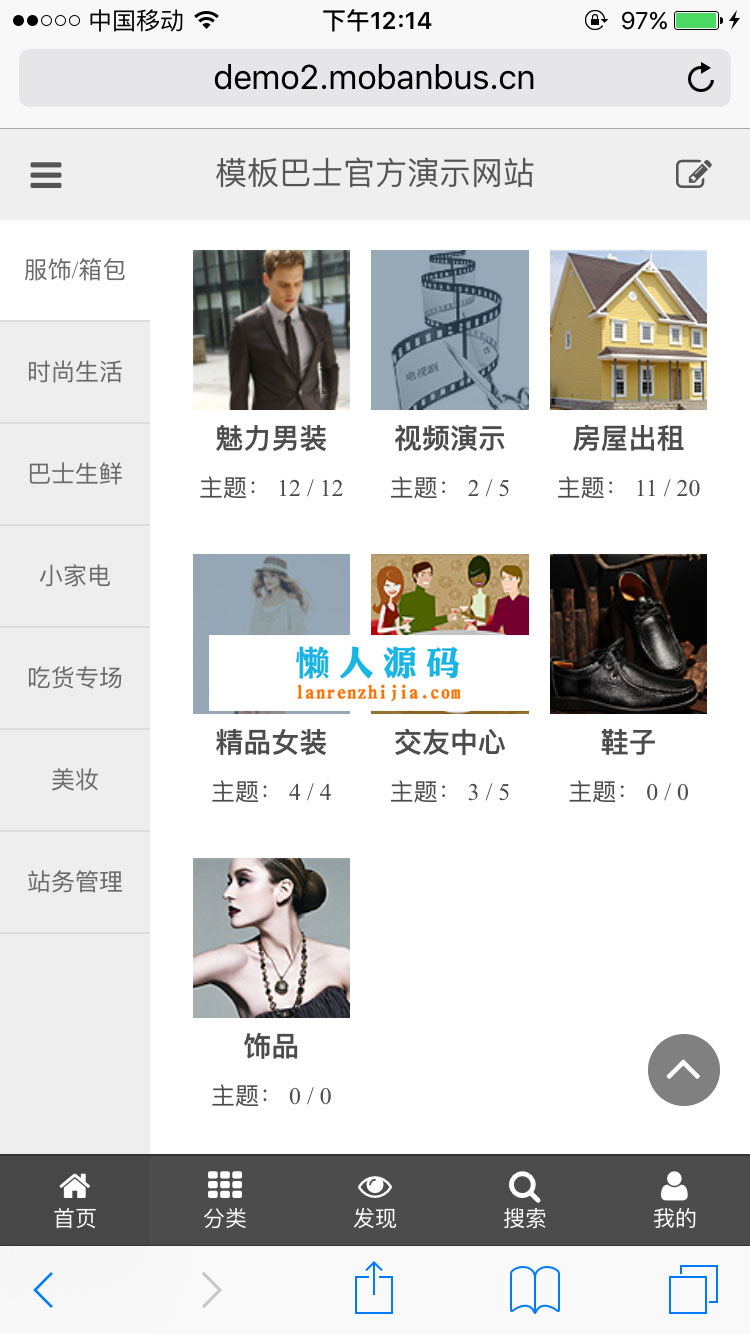 中国移动 下午12:14 97%
demo2.mobanbus.cn
模板巴士官方演示网站
服饰/箱包
时尚生活
巴士生鲜
小家电
吃货专场
美妆
站务管理
电视剧
魅力男装 视频演示 房屋出租
主题： 12 / 12 主题： 2 / 5 主题： 11 / 20
懒人源码
lanrenzhijia.com
精品女装 交友中心 鞋子
主题： 4 / 4 主题： 3 / 5 主题： 0 / 0
饰品
主题： 0 / 0
首页 分类 发现 搜索 我的